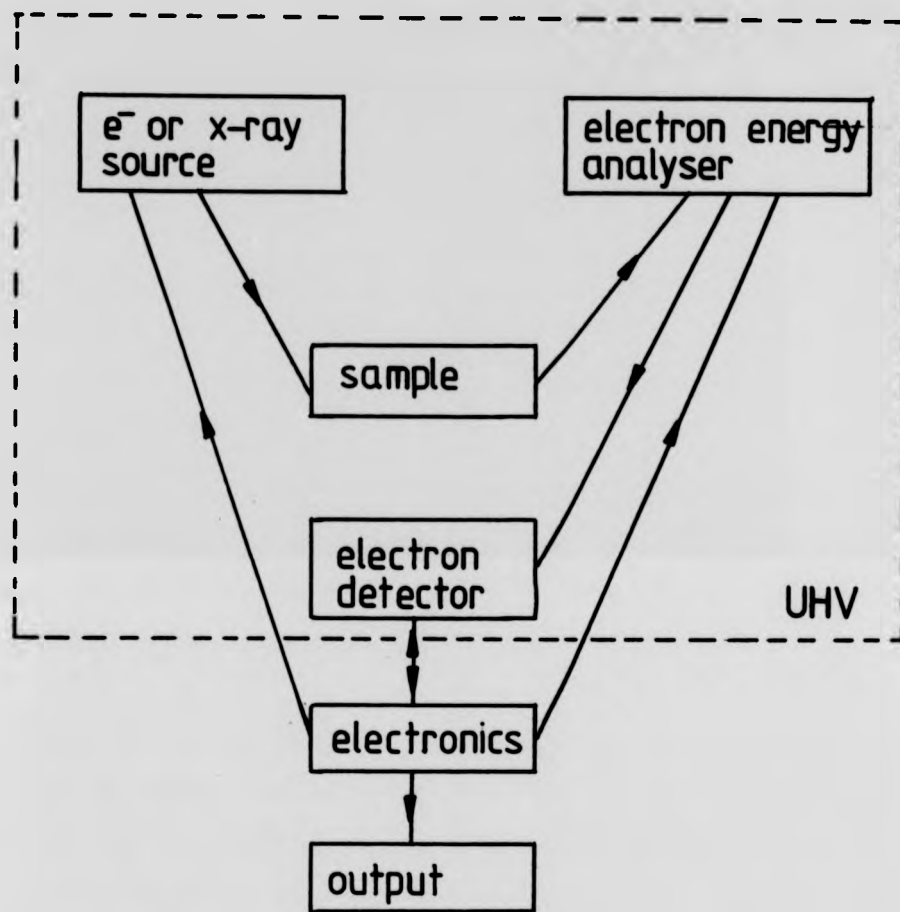 e⁻ or x-ray
source
electron energy
analyser
sample
electron
detector
UHV
electronics
output